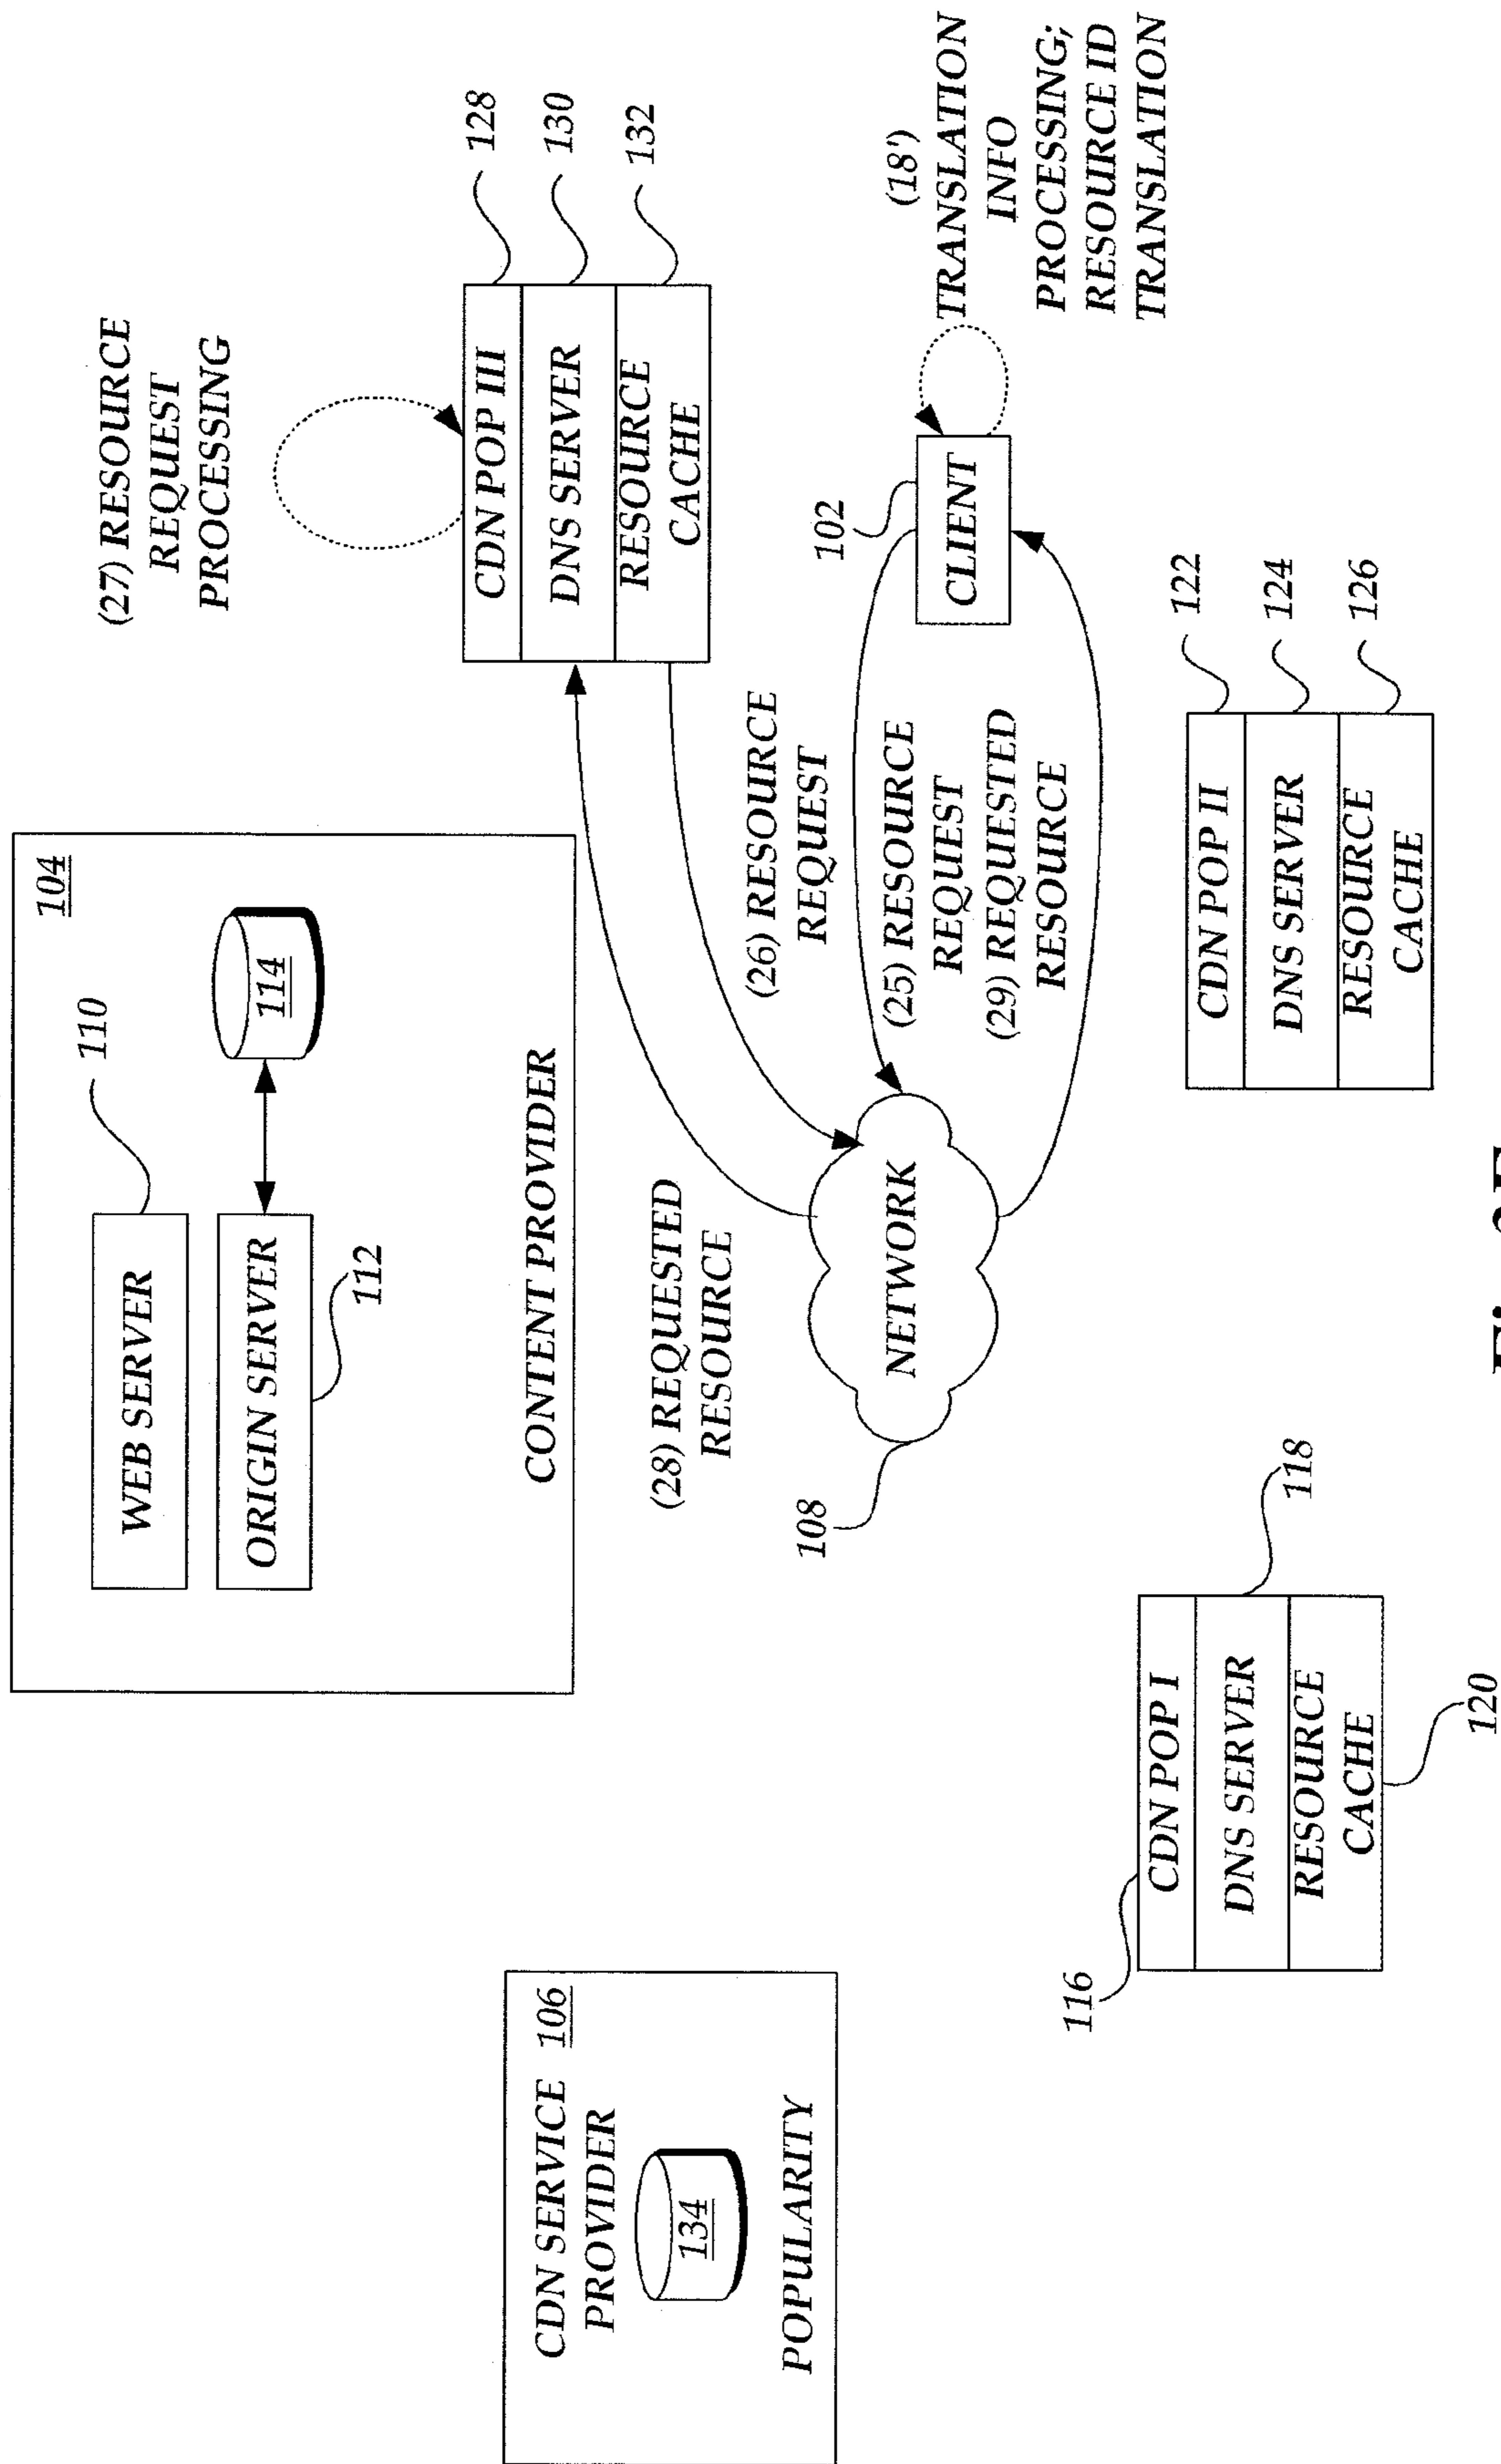 104
WEB SERVER
110
ORIGIN SERVER
114
112
CONTENT PROVIDER
CDN SERVICE 106
PROVIDER
134
POPULARITY
(27) RESOURCE
REQUEST
PROCESSING
CDN POP III
DNS SERVER
RESOURCE
CACHE
128
130
132
(28) REQUESTED
RESOURCE
(26) RESOURCE
REQUEST
108
NETWORK
(25) RESOURCE
REQUEST
(29) REQUESTED
RESOURCE
102
CLIENT
(18')
TRANSLATION
INFO
PROCESSING;
RESOURCE ID
TRANSLATION
116
CDN POP I
DNS SERVER
RESOURCE
CACHE
118
120
CDN POP II
DNS SERVER
RESOURCE
CACHE
122
124
126